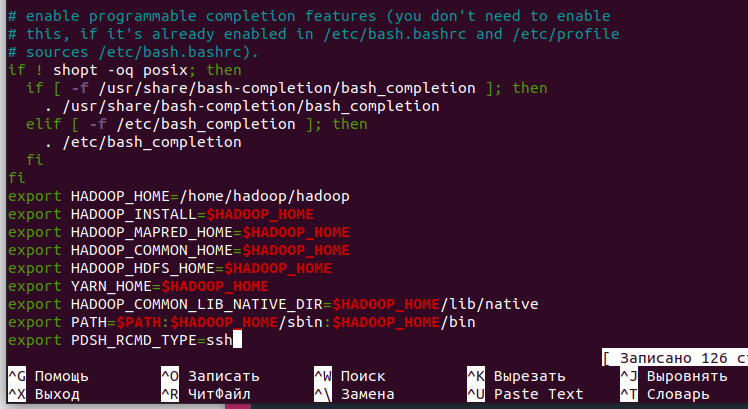 # enable programmable completion features (you don't need to enable
# this, if it's already enabled in /etc/bash.bashrc and /etc/profile
# sources /etc/bash.bashrc).
if ! shopt -oq posix; then
  if [ -f /usr/share/bash-completion/bash_completion ]; then
    . /usr/share/bash-completion/bash_completion
  elif [ -f /etc/bash_completion ]; then
    . /etc/bash_completion
  fi
fi
export HADOOP_HOME=/home/hadoop/hadoop
export HADOOP_INSTALL=$HADOOP_HOME
export HADOOP_MAPRED_HOME=$HADOOP_HOME
export HADOOP_COMMON_HOME=$HADOOP_HOME
export HADOOP_HDFS_HOME=$HADOOP_HOME
export YARN_HOME=$HADOOP_HOME
export HADOOP_COMMON_LIB_NATIVE_DIR=$HADOOP_HOME/lib/native
export PATH=$PATH:$HADOOP_HOME/sbin:$HADOOP_HOME/bin
export PDSH_RCMD_TYPE=ssh
[ Записано 126 ст
^G Помощь ^O Записать ^W Поиск ^K Вырезать ^J Выровнять
^X Выход ^R ЧитФайл ^\ Замена ^U Paste Text ^T Словарь